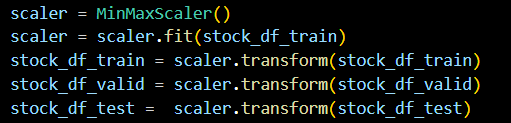 scaler = MinMaxScaler()
scaler = scaler.fit(stock_df_train)
stock_df_train = scaler.transform(stock_df_train)
stock_df_valid = scaler.transform(stock_df_valid)
stock_df_test =  scaler.transform(stock_df_test)